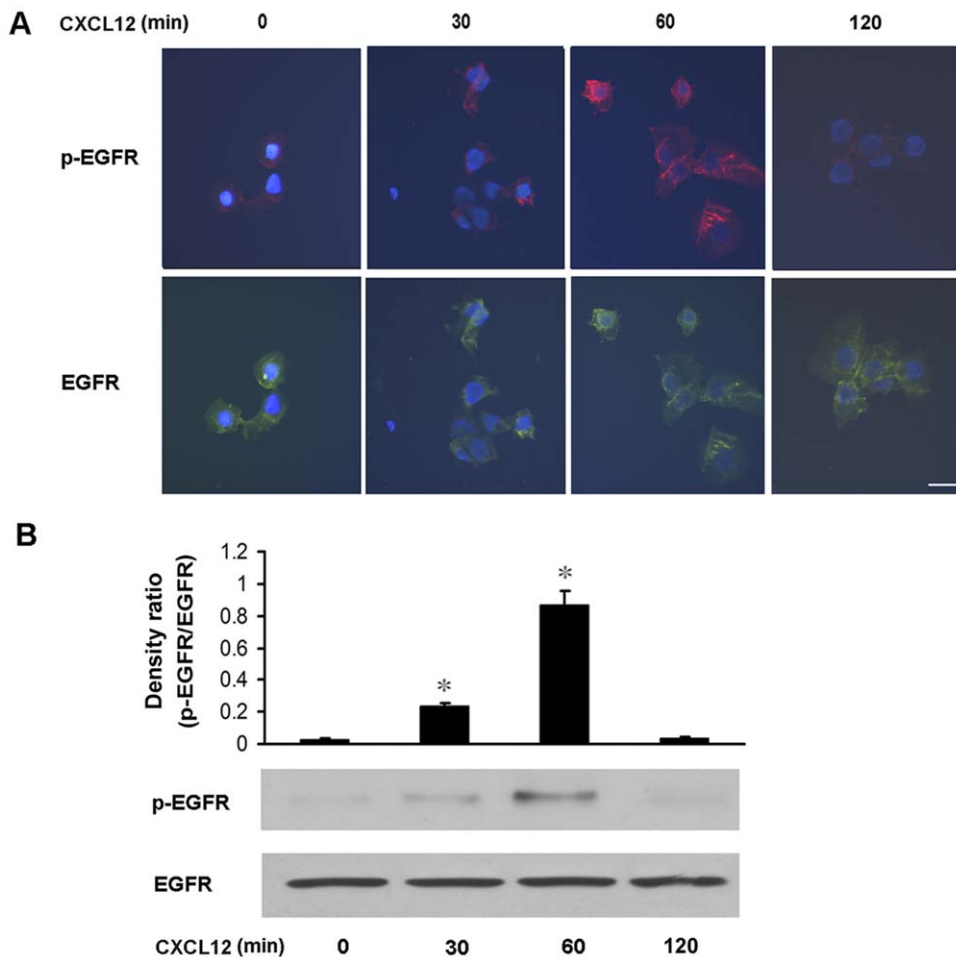 A
CXCL12 (min) 0 30 60 120
p-EGFR
EGFR
B
Density ratio
(p-EGFR/EGFR)
1.2
1
0.8
0.6
0.4
0.2
0
*
*
p-EGFR
EGFR
CXCL12 (min) 0 30 60 120